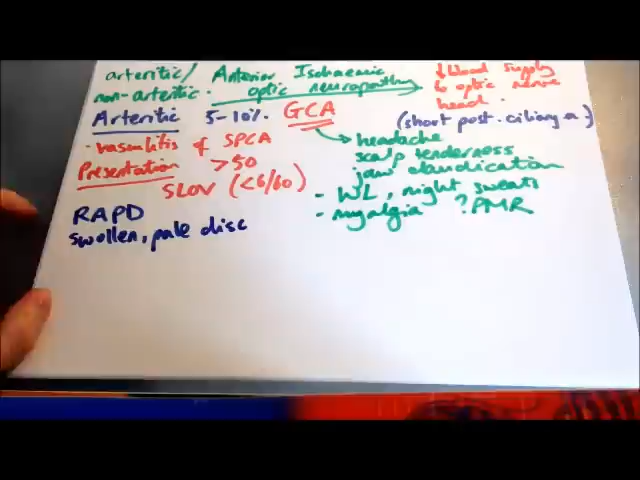 arteritic/ Anterior Ischaemic ↓ blood supply
non-arteritic. optic neuropathy to optic nerve
head.
Arteritic 5-10% GCA (short post. ciliary a.)
· vasculitis of SPCA → headache
scalp tenderness
Presentation >50 jaw claudication
SLOV (<6/60) - WL, night sweats
RAPD - myalgia ?PMR
swollen, pale disc